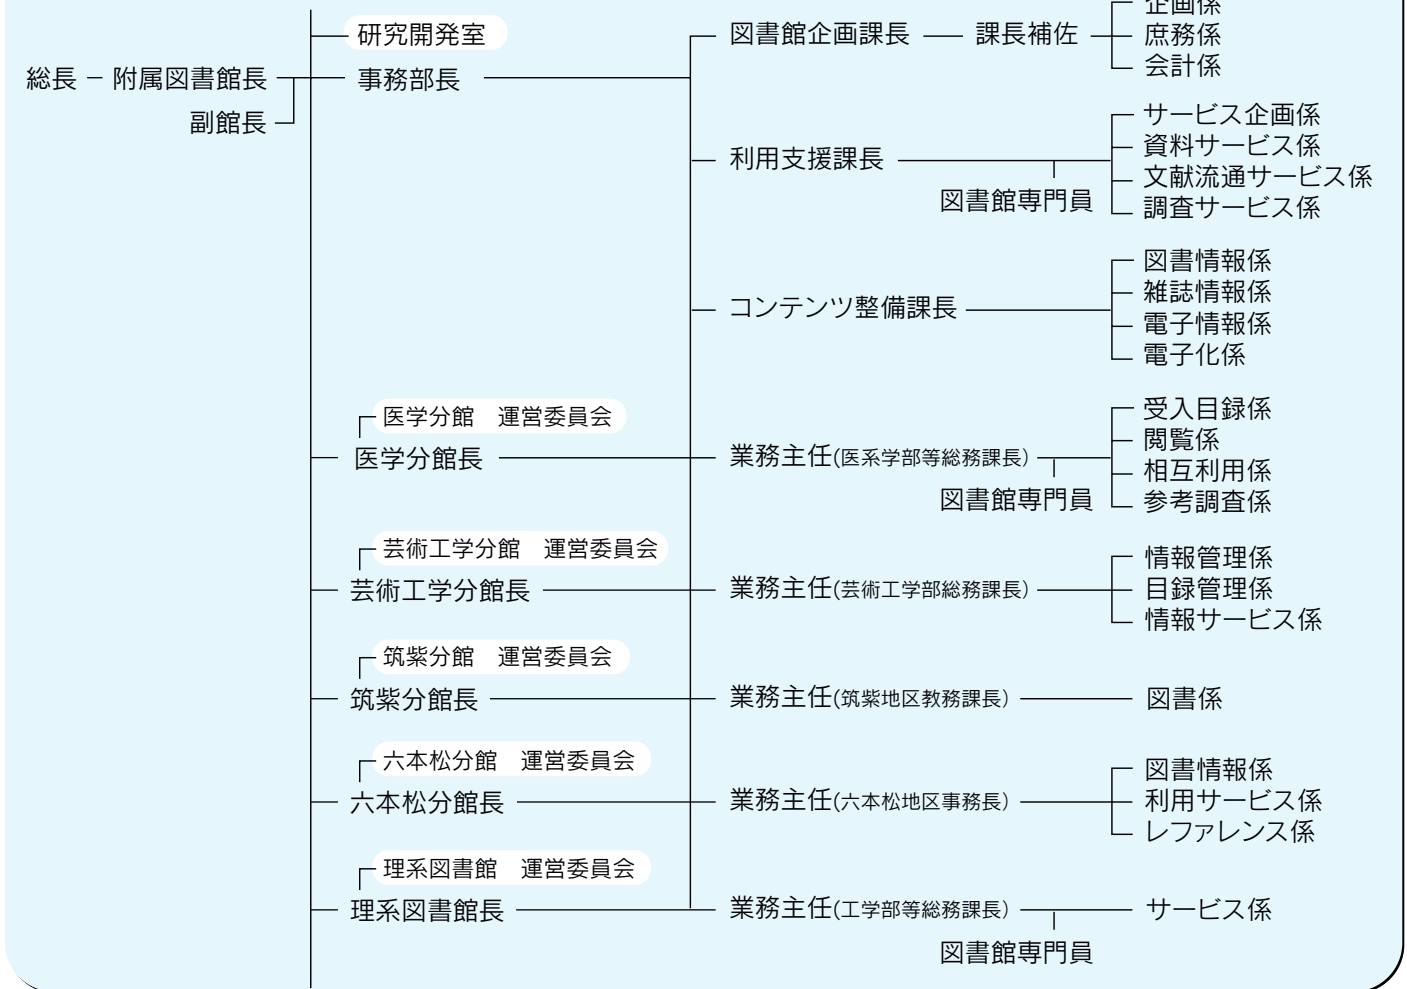 企画係
研究開発室
図書館企画課長
課長補佐
庶務係
会計係
総長
附属図書館長
事務部長
副館長
サービス企画係
資料サービス係
利用支援課長
文献流通サービス係
図書館専門員
調査サービス係
図書情報係
雑誌情報係
コンテンツ整備課長
電子情報係
電子化係
医学分館 運営委員会
受入目録係
閲覧係
医学分館長
業務主任(医系学部等総務課長)
相互利用係
図書館専門員
参考調査係
芸術工学分館 運営委員会
情報管理係
芸術工学分館長
業務主任(芸術工学部総務課長)
目録管理係
情報サービス係
筑紫分館 運営委員会
筑紫分館長
業務主任(筑紫地区教務課長)
図書係
六本松分館 運営委員会
図書情報係
六本松分館長
業務主任(六本松地区事務長)
利用サービス係
レファレンス係
理系図書館 運営委員会
理系図書館長
業務主任(工学部等総務課長)
サービス係
図書館専門員